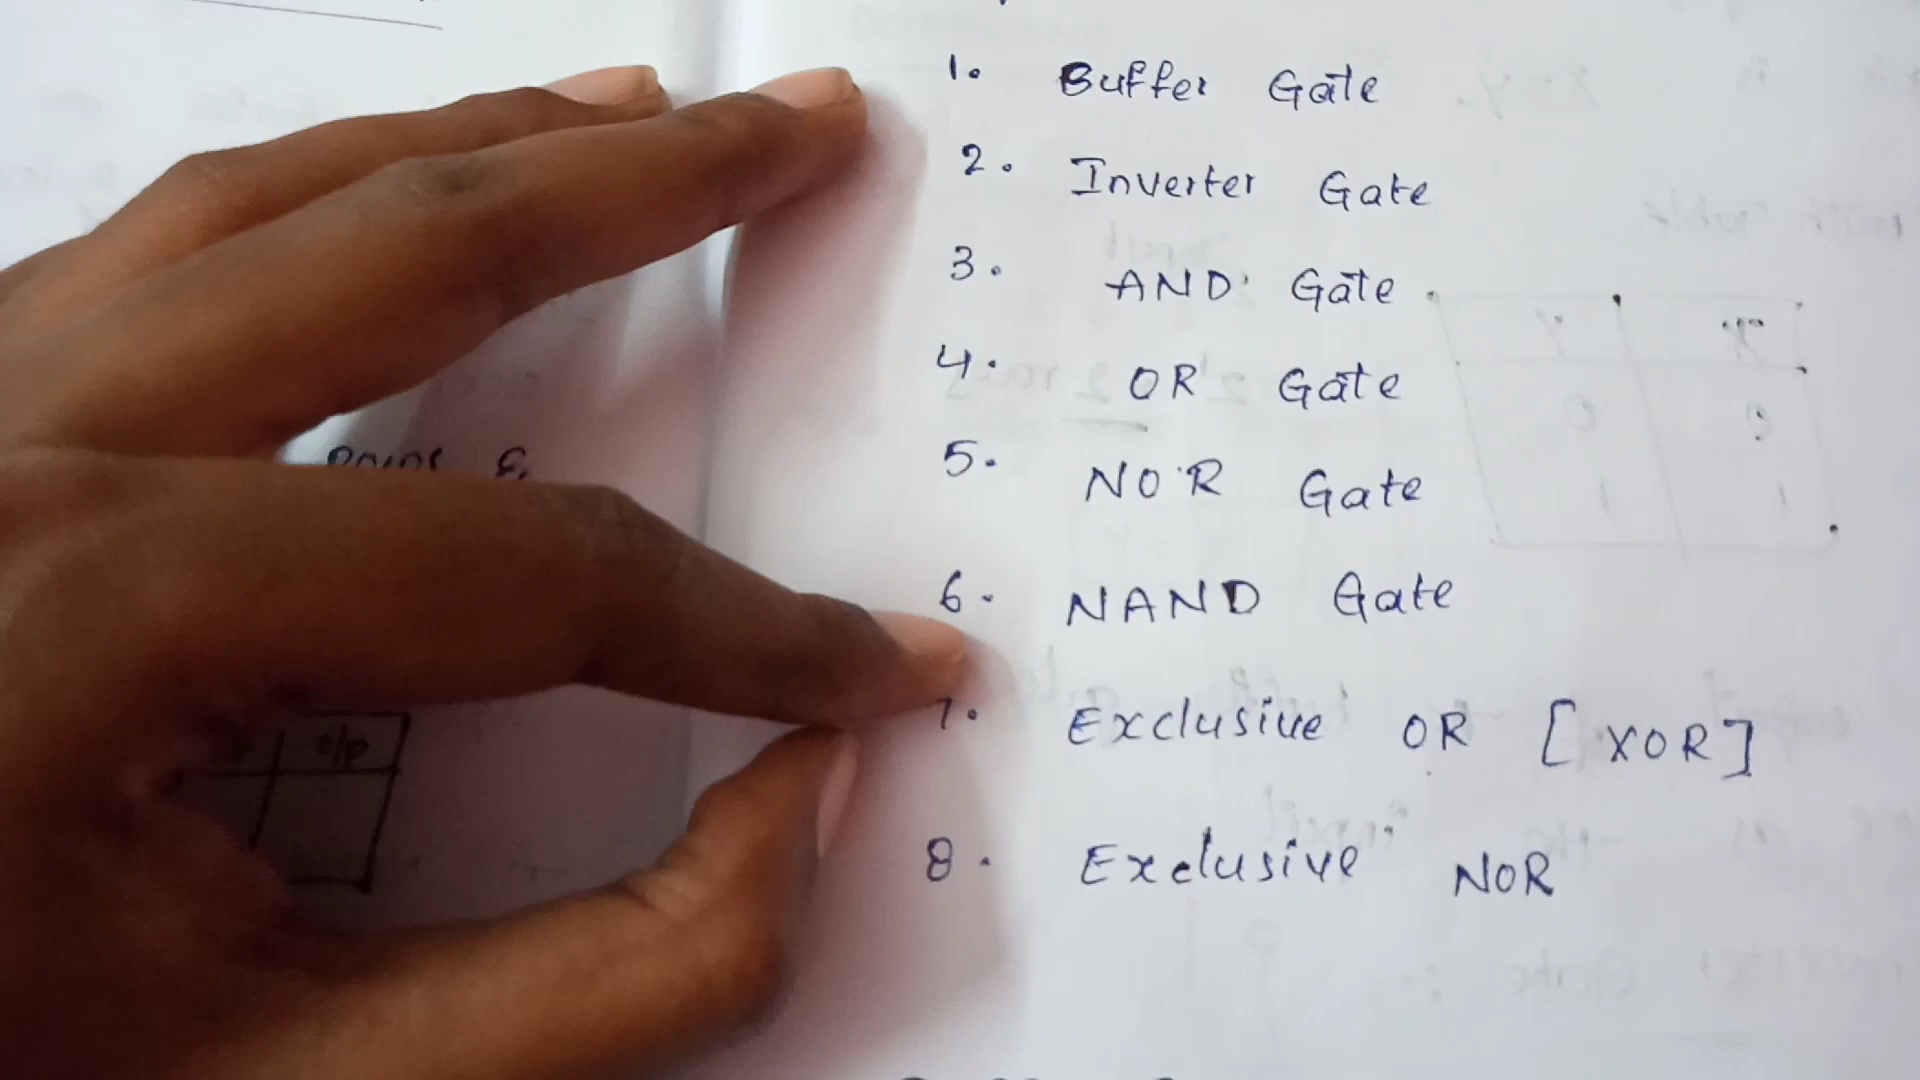 1. Buffer Gate
2. Inverter Gate
3. AND Gate
4. OR Gate
5. NOR Gate
6. NAND Gate
7. Exclusive OR [XOR]
8. Exclusive NOR
o/p